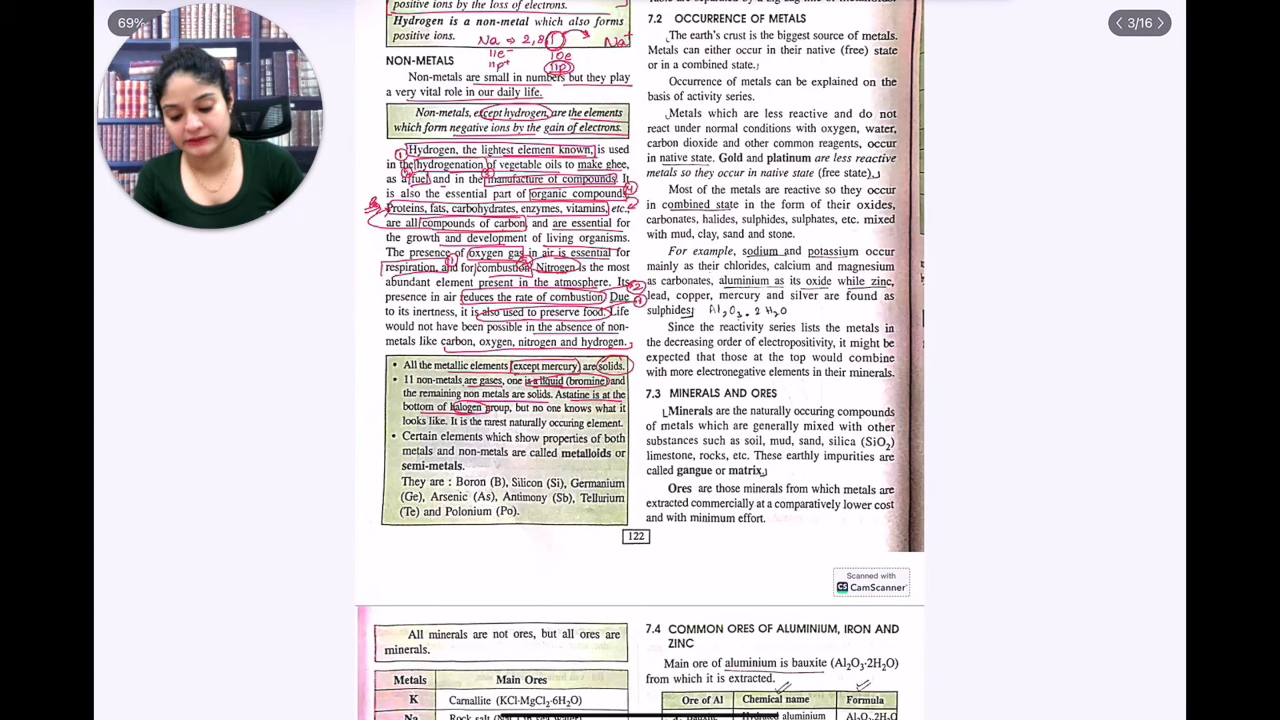 69%
3/16
positive ions by the loss of electrons.
Hydrogen is a non-metal which also forms
positive ions.
Na ⇒ 2, 8, 1 → Na⁺
11e⁻ 10e
11p⁺ 11p
NON-METALS
Non-metals are small in numbers but they play
a very vital role in our daily life.
Non-metals, except hydrogen, are the elements
which form negative ions by the gain of electrons.
Hydrogen, the lightest element known, is used
in the hydrogenation of vegetable oils to make ghee,
as a fuel and in the manufacture of compounds. It
is also the essential part of organic compounds.
Proteins, fats, carbohydrates, enzymes, vitamins, etc.,
are all compounds of carbon, and are essential for
the growth and development of living organisms.
The presence of oxygen gas in air is essential for
respiration, and for combustion. Nitrogen is the most
abundant element present in the atmosphere. Its
presence in air reduces the rate of combustion. Due
to its inertness, it is also used to preserve food. Life
would not have been possible in the absence of non-
metals like carbon, oxygen, nitrogen and hydrogen.
• All the metallic elements (except mercury) are solids.
• 11 non-metals are gases, one is a liquid (bromine) and
the remaining non metals are solids. Astatine is at the
bottom of halogen group, but no one knows what it
looks like. It is the rarest naturally occuring element.
• Certain elements which show properties of both
metals and non-metals are called metalloids or
semi-metals.
They are : Boron (B), Silicon (Si), Germanium
(Ge), Arsenic (As), Antimony (Sb), Tellurium
(Te) and Polonium (Po).
7.2 OCCURRENCE OF METALS
The earth's crust is the biggest source of metals.
Metals can either occur in their native (free) state
or in a combined state.
Occurrence of metals can be explained on the
basis of activity series.
Metals which are less reactive and do not
react under normal conditions with oxygen, water,
carbon dioxide and other common reagents, occur
in native state. Gold and platinum are less reactive
metals so they occur in native state (free state).
Most of the metals are reactive so they occur
in combined state in the form of their oxides,
carbonates, halides, sulphides, sulphates, etc. mixed
with mud, clay, sand and stone.
For example, sodium and potassium occur
mainly as their chlorides, calcium and magnesium
as carbonates, aluminium as its oxide while zinc,
lead, copper, mercury and silver are found as
sulphides. Al₂O₃.2H₂O
Since the reactivity series lists the metals in
the decreasing order of electropositivity, it might be
expected that those at the top would combine
with more electronegative elements in their minerals.
7.3 MINERALS AND ORES
Minerals are the naturally occuring compounds
of metals which are generally mixed with other
substances such as soil, mud, sand, silica (SiO₂)
limestone, rocks, etc. These earthly impurities are
called gangue or matrix.
Ores are those minerals from which metals are
extracted commercially at a comparatively lower cost
and with minimum effort.
122
Scanned with
CS CamScanner
All minerals are not ores, but all ores are
minerals.
Metals Main Ores
K Carnallite (KCl·MgCl₂·6H₂O)
7.4 COMMON ORES OF ALUMINIUM, IRON AND
ZINC
Main ore of aluminium is bauxite (Al₂O₃·2H₂O)
from which it is extracted.
Ore of Al Chemical name Formula